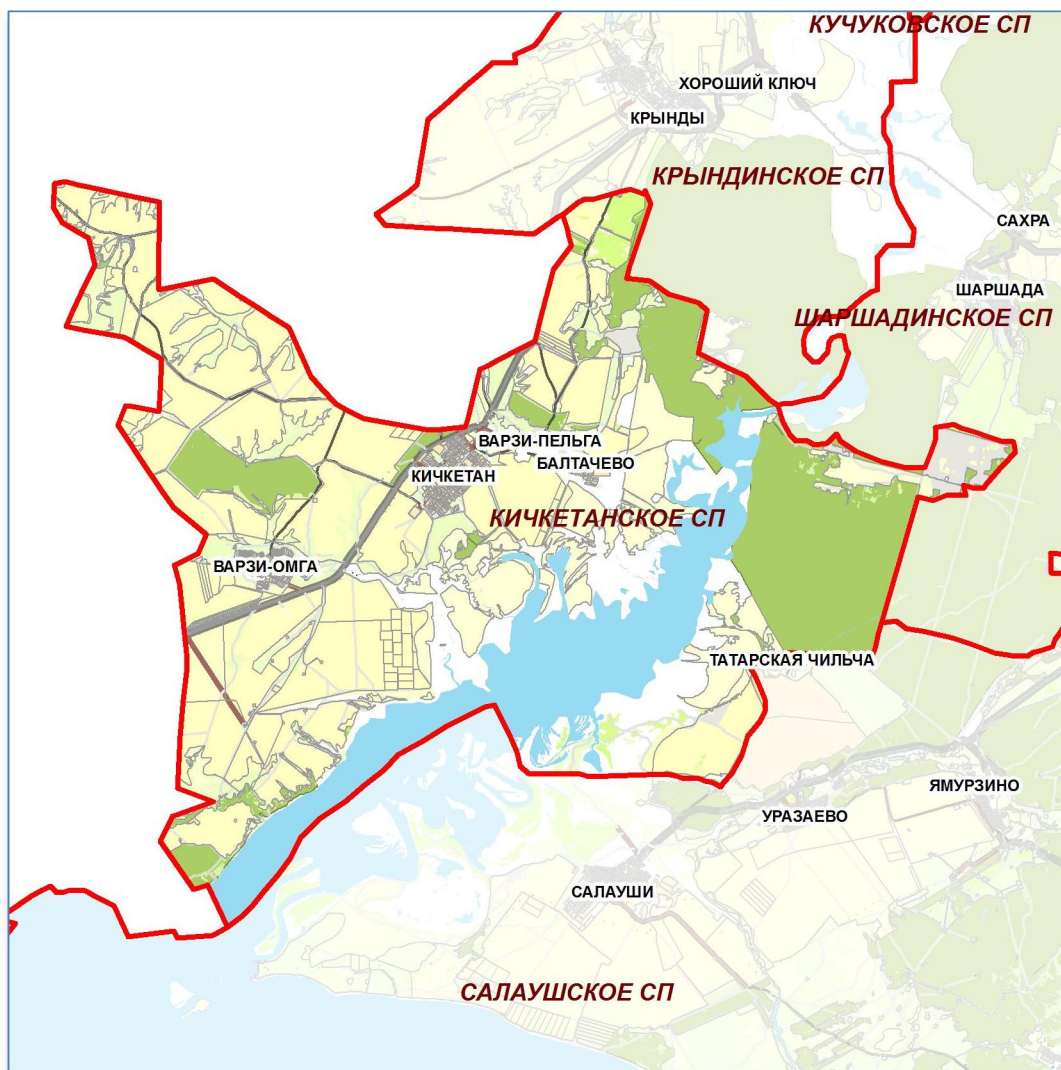 КУЧУКОВСКОЕ СП
ХОРОШИЙ КЛЮЧ
КРЫНДЫ
КРЫНДИНСКОЕ СП
САХРА
ШАРШАДА
ШАРШАДИНСКОЕ СП
ВАРЗИ-ПЕЛЬГА
БАЛТАЧЕВО
КИЧКЕТАН
КИЧКЕТАНСКОЕ СП
ВАРЗИ-ОМГА
ТАТАРСКАЯ ЧИЛЬЧА
ЯМУРЗИНО
УРАЗАЕВО
САЛАУШИ
САЛАУШСКОЕ СП